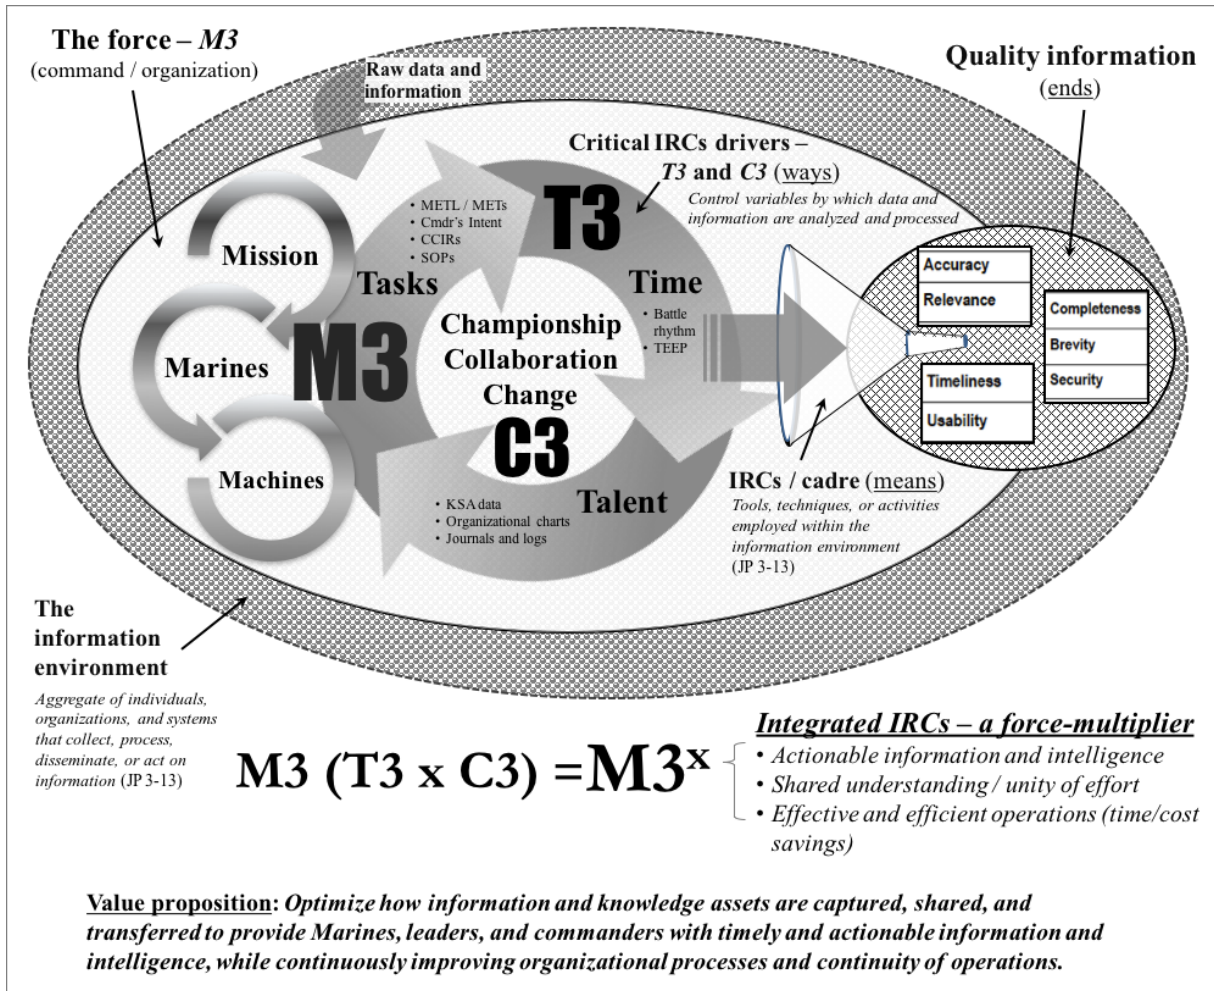 The force – M3
(command / organization)
Raw data and
information
Quality information
(ends)
Critical IRCs drivers –
T3 and C3 (ways)
Control variables by which data and
information are analyzed and processed
Mission
Marines
Machines
M3
Tasks
• METL / METs
• Cmdr's Intent
• CCIRs
• SOPs
T3
Time
• Battle
rhythm
• TEEP
Championship
Collaboration
Change
C3
Talent
• KSA data
• Organizational charts
• Journals and logs
Accuracy
Relevance
Completeness
Brevity
Security
Timeliness
Usability
IRCs / cadre (means)
Tools, techniques, or activities
employed within the
information environment
(JP 3-13)
The
information
environment
Aggregate of individuals,
organizations, and systems
that collect, process,
disseminate, or act on
information (JP 3-13)
M3 (T3 x C3) =M3x
Integrated IRCs – a force-multiplier
• Actionable information and intelligence
• Shared understanding / unity of effort
• Effective and efficient operations (time/cost
savings)
Value proposition: Optimize how information and knowledge assets are captured, shared, and
transferred to provide Marines, leaders, and commanders with timely and actionable information and
intelligence, while continuously improving organizational processes and continuity of operations.